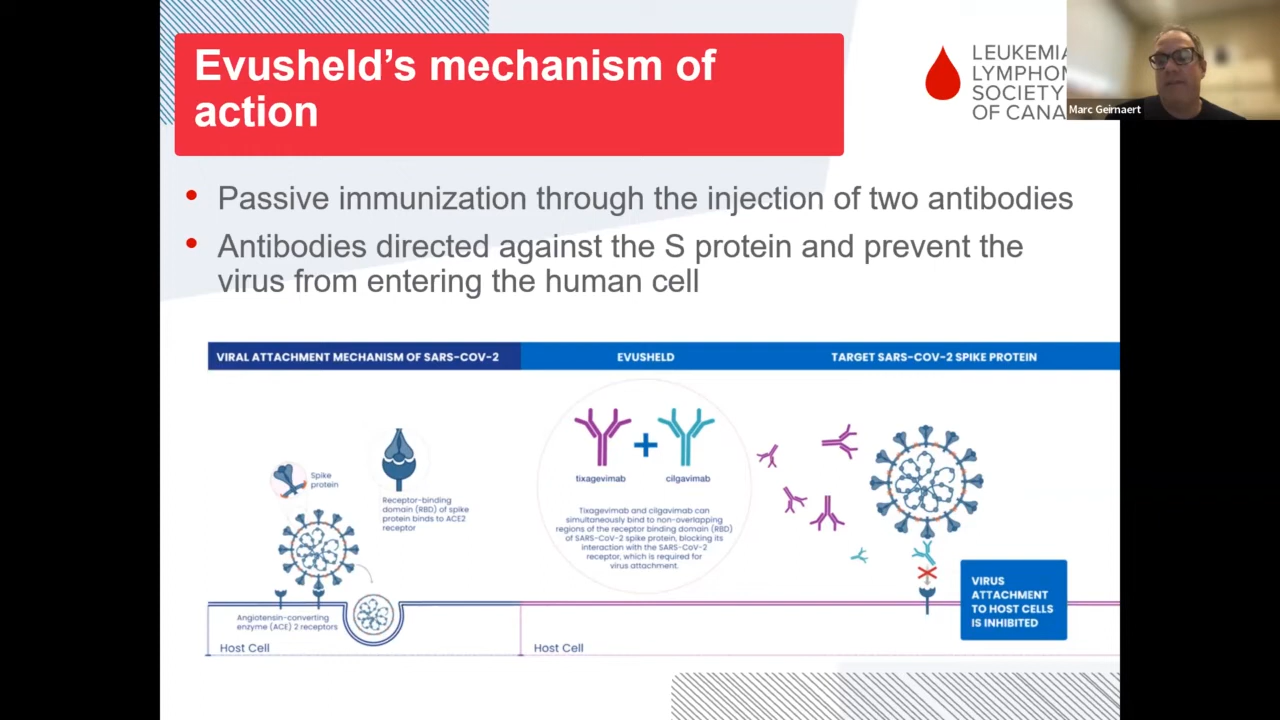 Evusheld's mechanism of
action
LEUKEMIA
LYMPHOM
SOCIETY
OF CANA
Marc Geirnaert
• Passive immunization through the injection of two antibodies
• Antibodies directed against the S protein and prevent the
virus from entering the human cell
VIRAL ATTACHMENT MECHANISM OF SARS-COV-2
EVUSHELD
TARGET SARS-COV-2 SPIKE PROTEIN
Spike
protein
Receptor-binding
domain (RBD) of spike
protein binds to ACE2
receptor
Angiotensin-converting
enzyme (ACE) 2 receptors
Host Cell
tixagevimab
cilgavimab
Tixagevimab and cilgavimab can
simultaneously bind to non-overlapping
regions of the receptor binding domain (RBD)
of SARS-CoV-2 spike protein, blocking its
interaction with the SARS-CoV-2
receptor, which is required for
virus attachment.
Host Cell
VIRUS
ATTACHMENT
TO HOST CELLS
IS INHIBITED